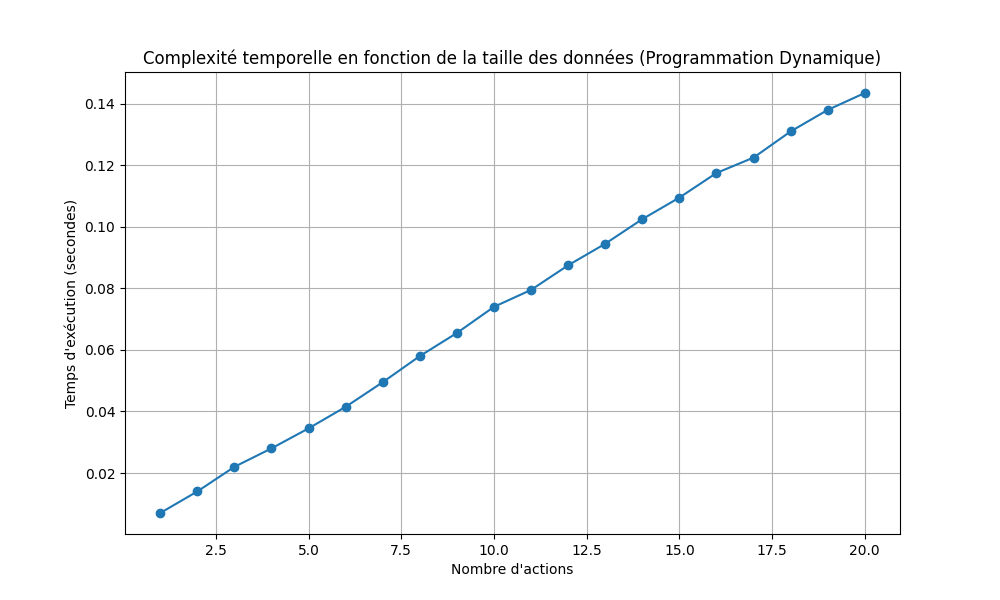 Complexité temporelle en fonction de la taille des données (Programmation Dynamique)
Temps d'exécution (secondes)
0.14
0.12
0.10
0.08
0.06
0.04
0.02
2.5 5.0 7.5 10.0 12.5 15.0 17.5 20.0
Nombre d'actions